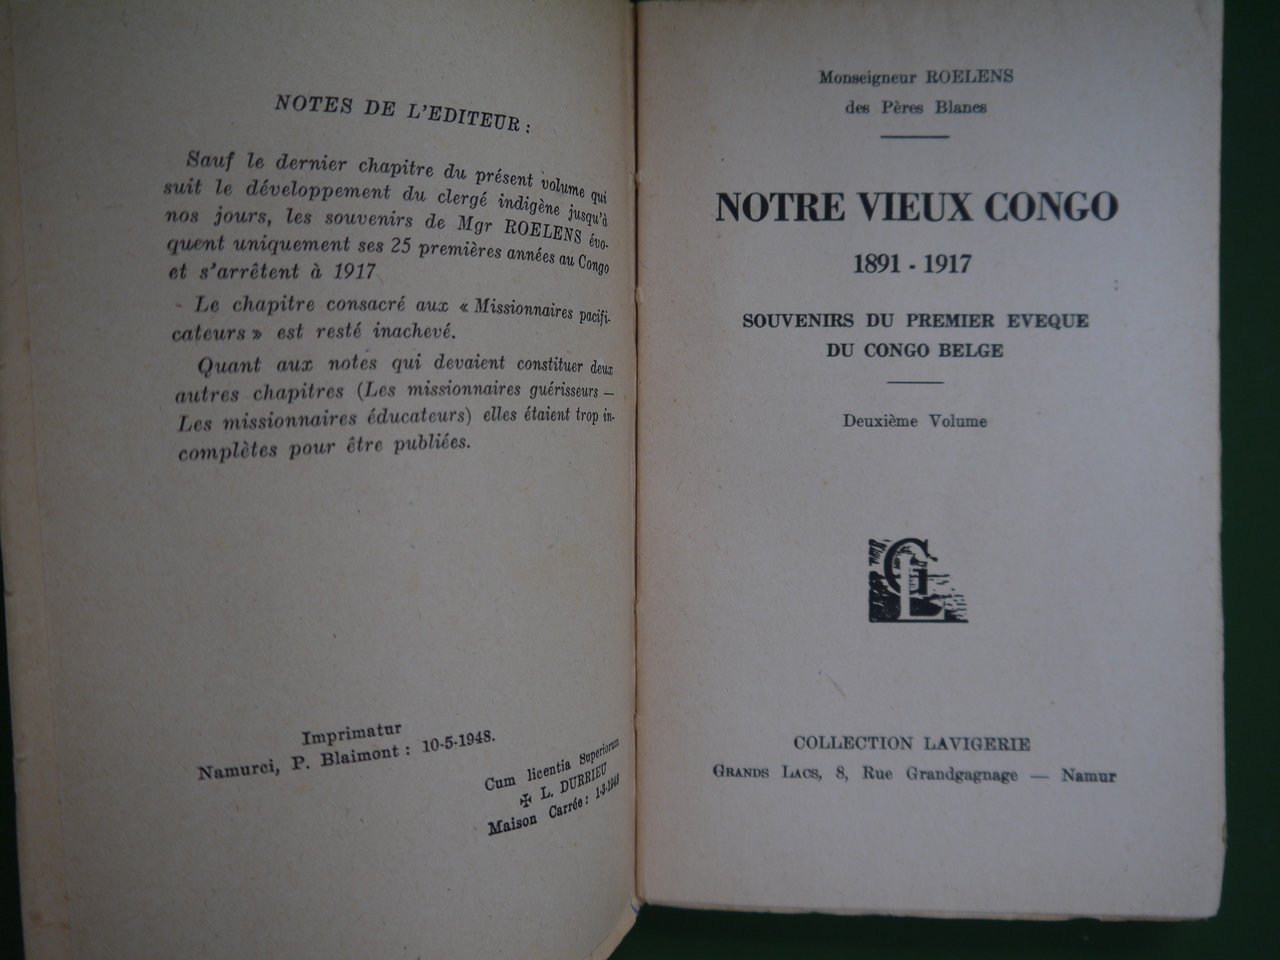 NOTES DE L'EDITEUR :
Sauf le dernier chapitre du présent volume qui
suit le développement du clergé indigène jusqu'à
nos jours, les souvenirs de Mgr ROELENS évo-
quent uniquement ses 25 premières années au Congo
et s'arrêtent à 1917
- Le chapitre consacré aux « Missionnaires pacifi-
cateurs » est resté inachevé.
Quant aux notes qui devaient constituer deux
autres chapitres (Les missionnaires guérisseurs —
Les missionnaires éducateurs) elles étaient trop in-
complètes pour être publiées.
Imprimatur
Namurci, P. Blaimont : 10-5-1948.
Cum licentia Superiorum
✠ L. DURRIEU
Maison Carrée : 1-3-1948
Monseigneur ROELENS
des Pères Blancs
NOTRE VIEUX CONGO
1891 - 1917
SOUVENIRS DU PREMIER EVEQUE
DU CONGO BELGE
Deuxième Volume
GL
COLLECTION LAVIGERIE
GRANDS LACS, 8, Rue Grandgagnage — Namur